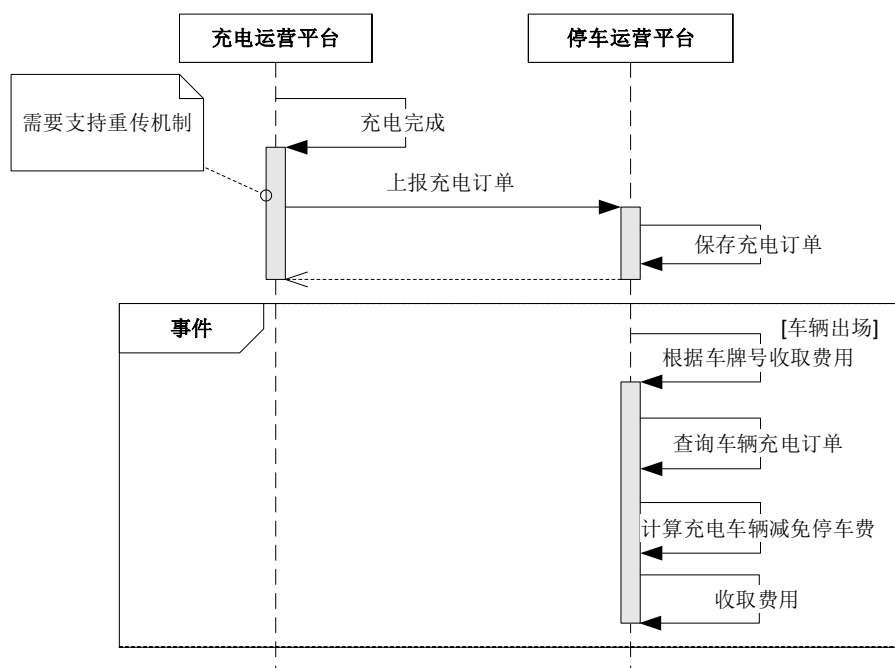 充电运营平台
停车运营平台
需要支持重传机制
充电完成
上报充电订单
保存充电订单
事件
[车辆出场]
根据车牌号收取费用
查询车辆充电订单
计算充电车辆减免停车费
收取费用